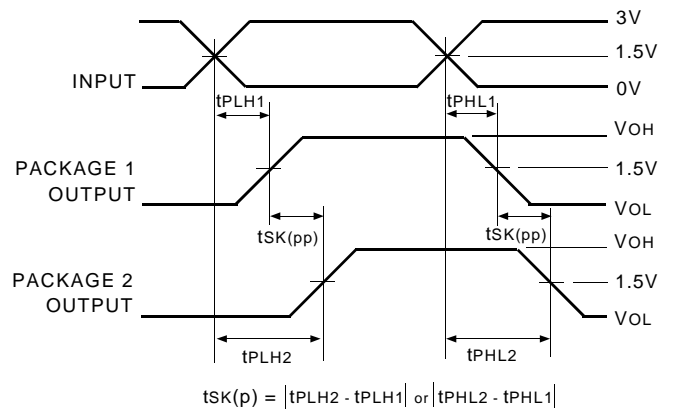 3V
1.5V
INPUT
0V
tPLH1
tPHL1
VOH
PACKAGE 1
OUTPUT
1.5V
VOL
tSK(pp)
tSK(pp)
VOH
PACKAGE 2
OUTPUT
1.5V
VOL
tPLH2
tPHL2
tSK(p) = |tPLH2 - tPLH1| or |tPHL2 - tPHL1|